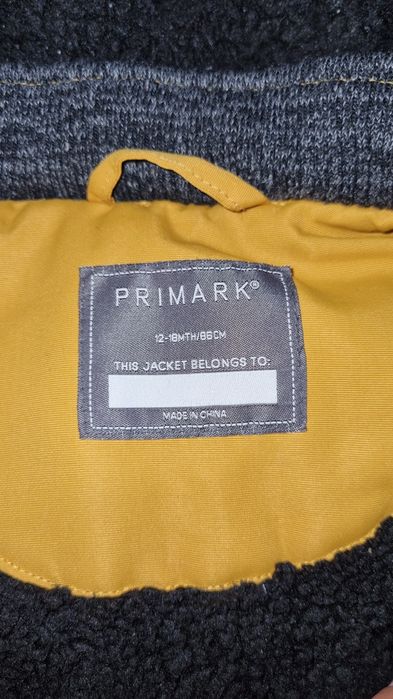 PRIMARK®
12-18MTH/86CM
THIS JACKET BELONGS TO:
MADE IN CHINA